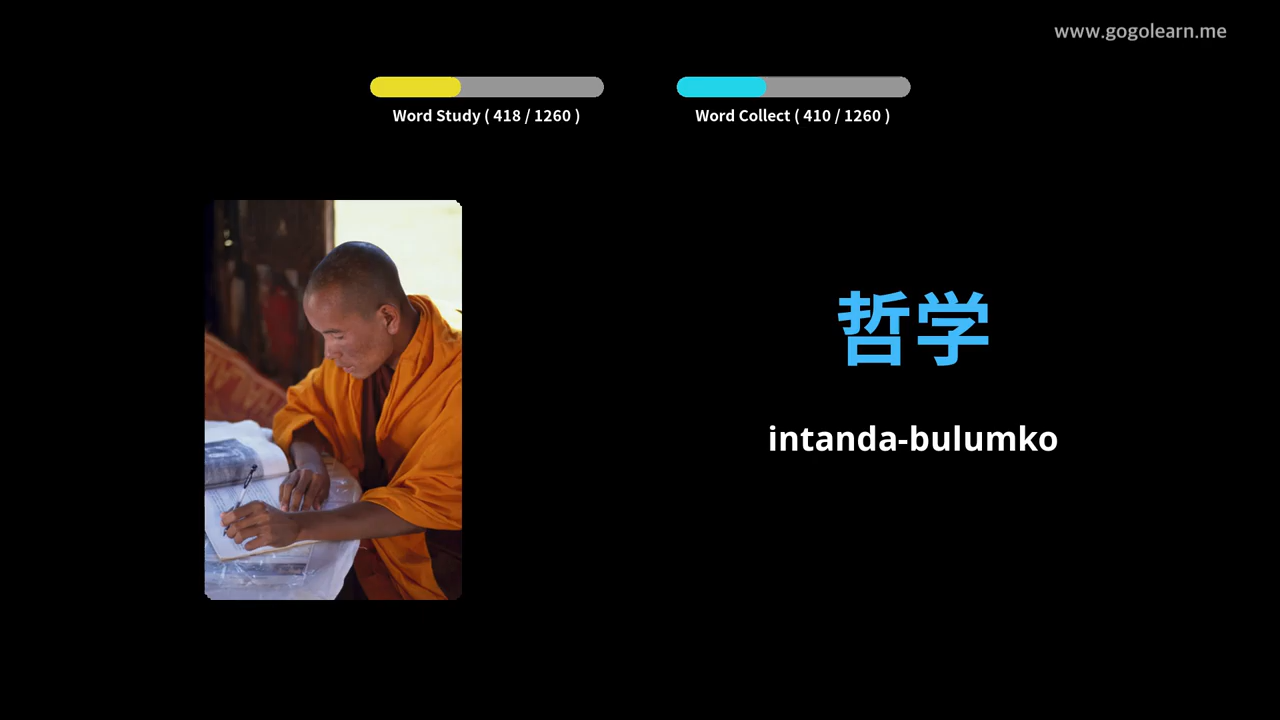 www.gogolearn.me
Word Study ( 418 / 1260 )
Word Collect ( 410 / 1260 )
哲学
intanda-bulumko